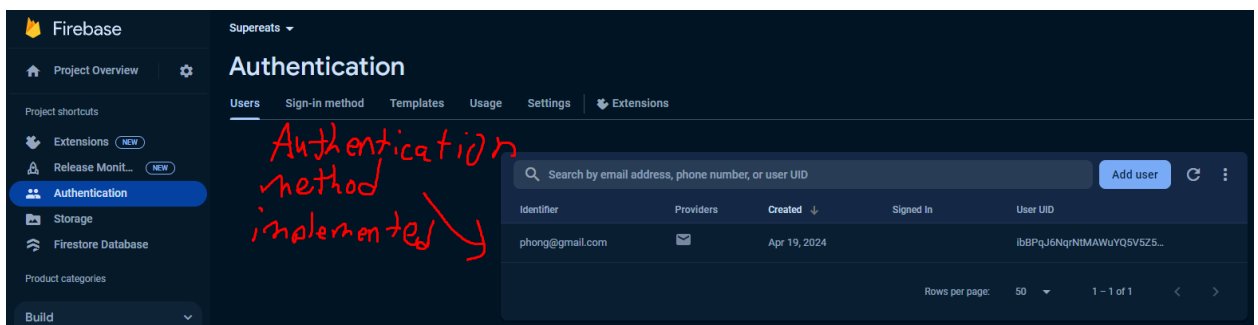 Firebase
Supereats
Project Overview
Authentication
Users Sign-in method Templates Usage Settings Extensions
Project shortcuts
Extensions NEW
Release Monit... NEW
Authentication
Storage
Firestore Database
Product categories
Build
Authentication
method
implemented
Search by email address, phone number, or user UID Add user
Identifier Providers Created Signed In User UID
phong@gmail.com Apr 19, 2024 ibBPqJ6NqrNtMAWuYQ5V5Z5...
Rows per page: 50 1 – 1 of 1